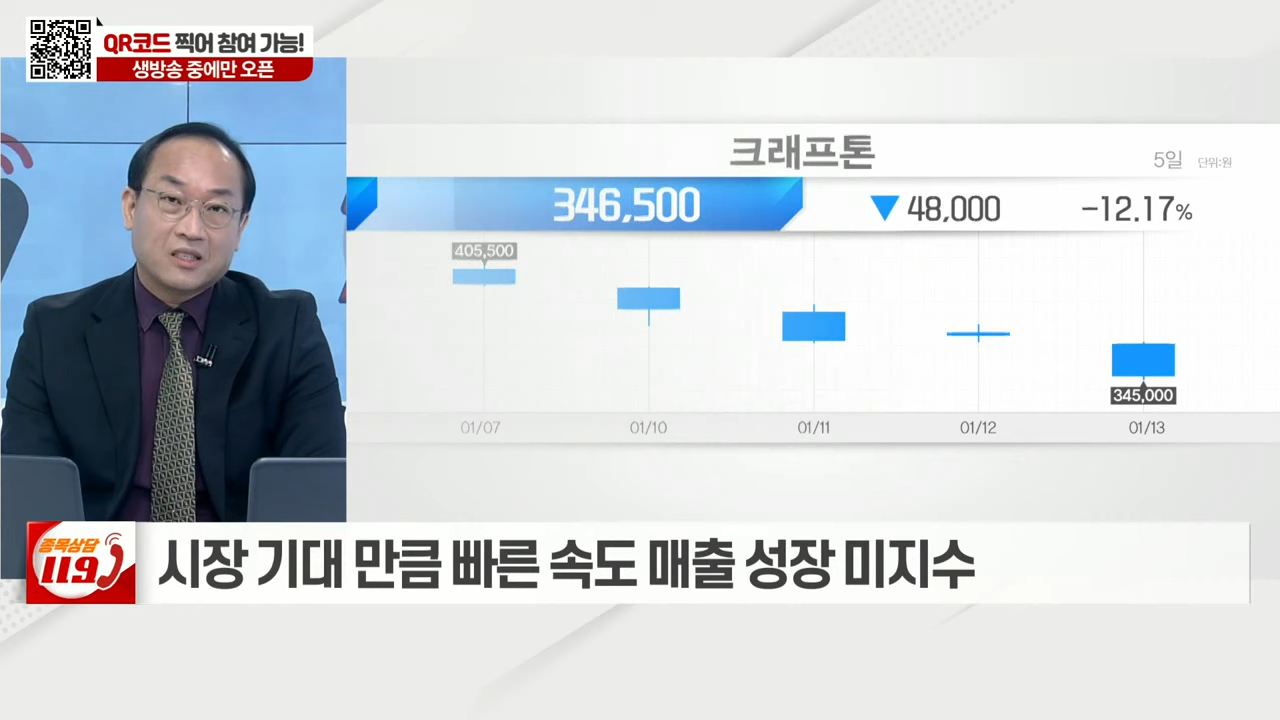 QR코드 찍어 참여 가능!
생방송 중에만 오픈
크래프톤
5일 단위:원
346,500 ▼ 48,000 -12.17%
405,500
345,000
01/07 01/10 01/11 01/12 01/13
종목상담
119
시장 기대 만큼 빠른 속도 매출 성장 미지수